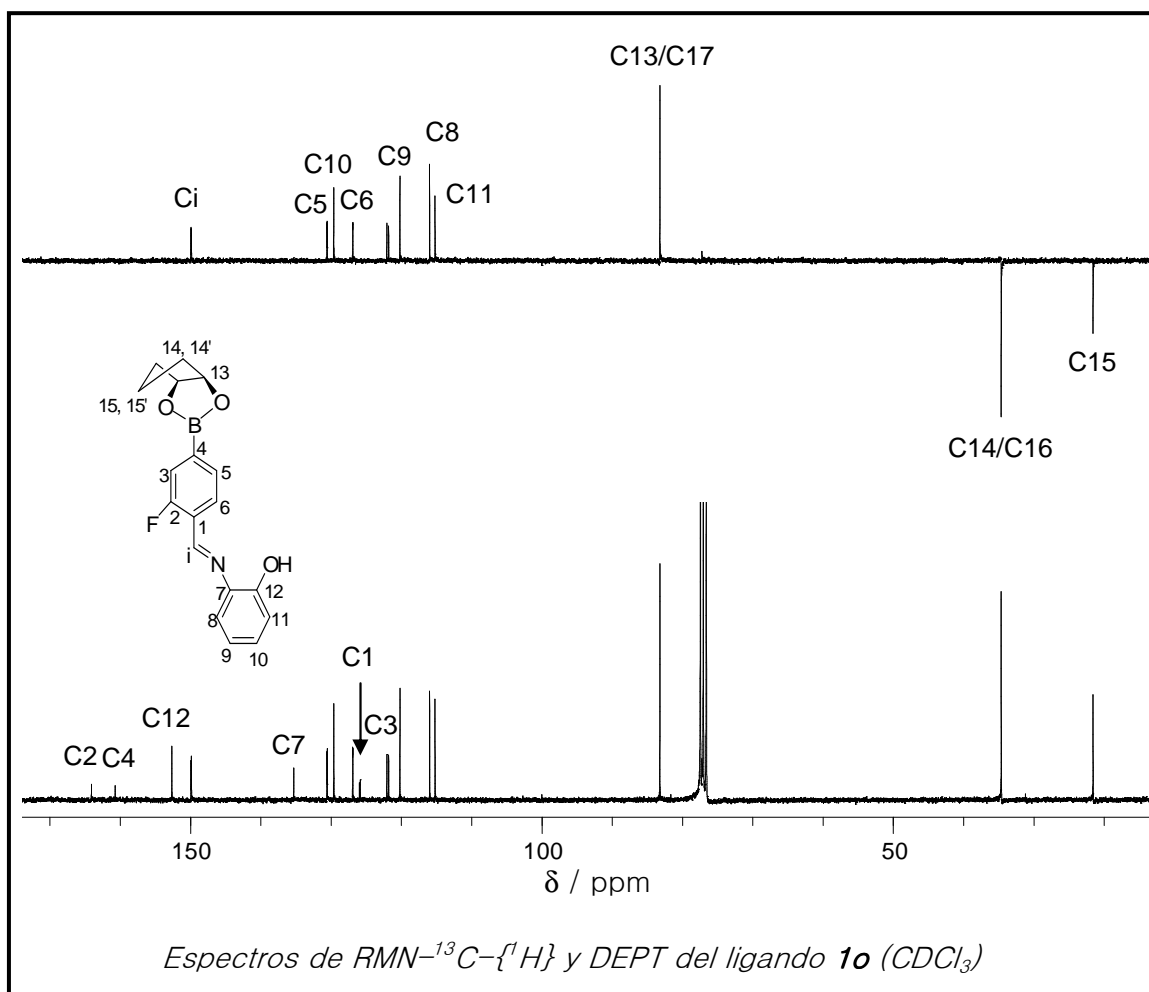 C13/C17
C8
C10
C9
C11
Ci
C5
C6
C15
C14/C16
14, 14'
13
15, 15'
O
O
B
4
3
5
6
F
2
1
i
N
OH
7
12
8
11
9
10
C1
C12
C3
C7
C2
C4
150
100
50
δ / ppm
Espectros de RMN-¹³C-{¹H} y DEPT del ligando 1o (CDCl₃)